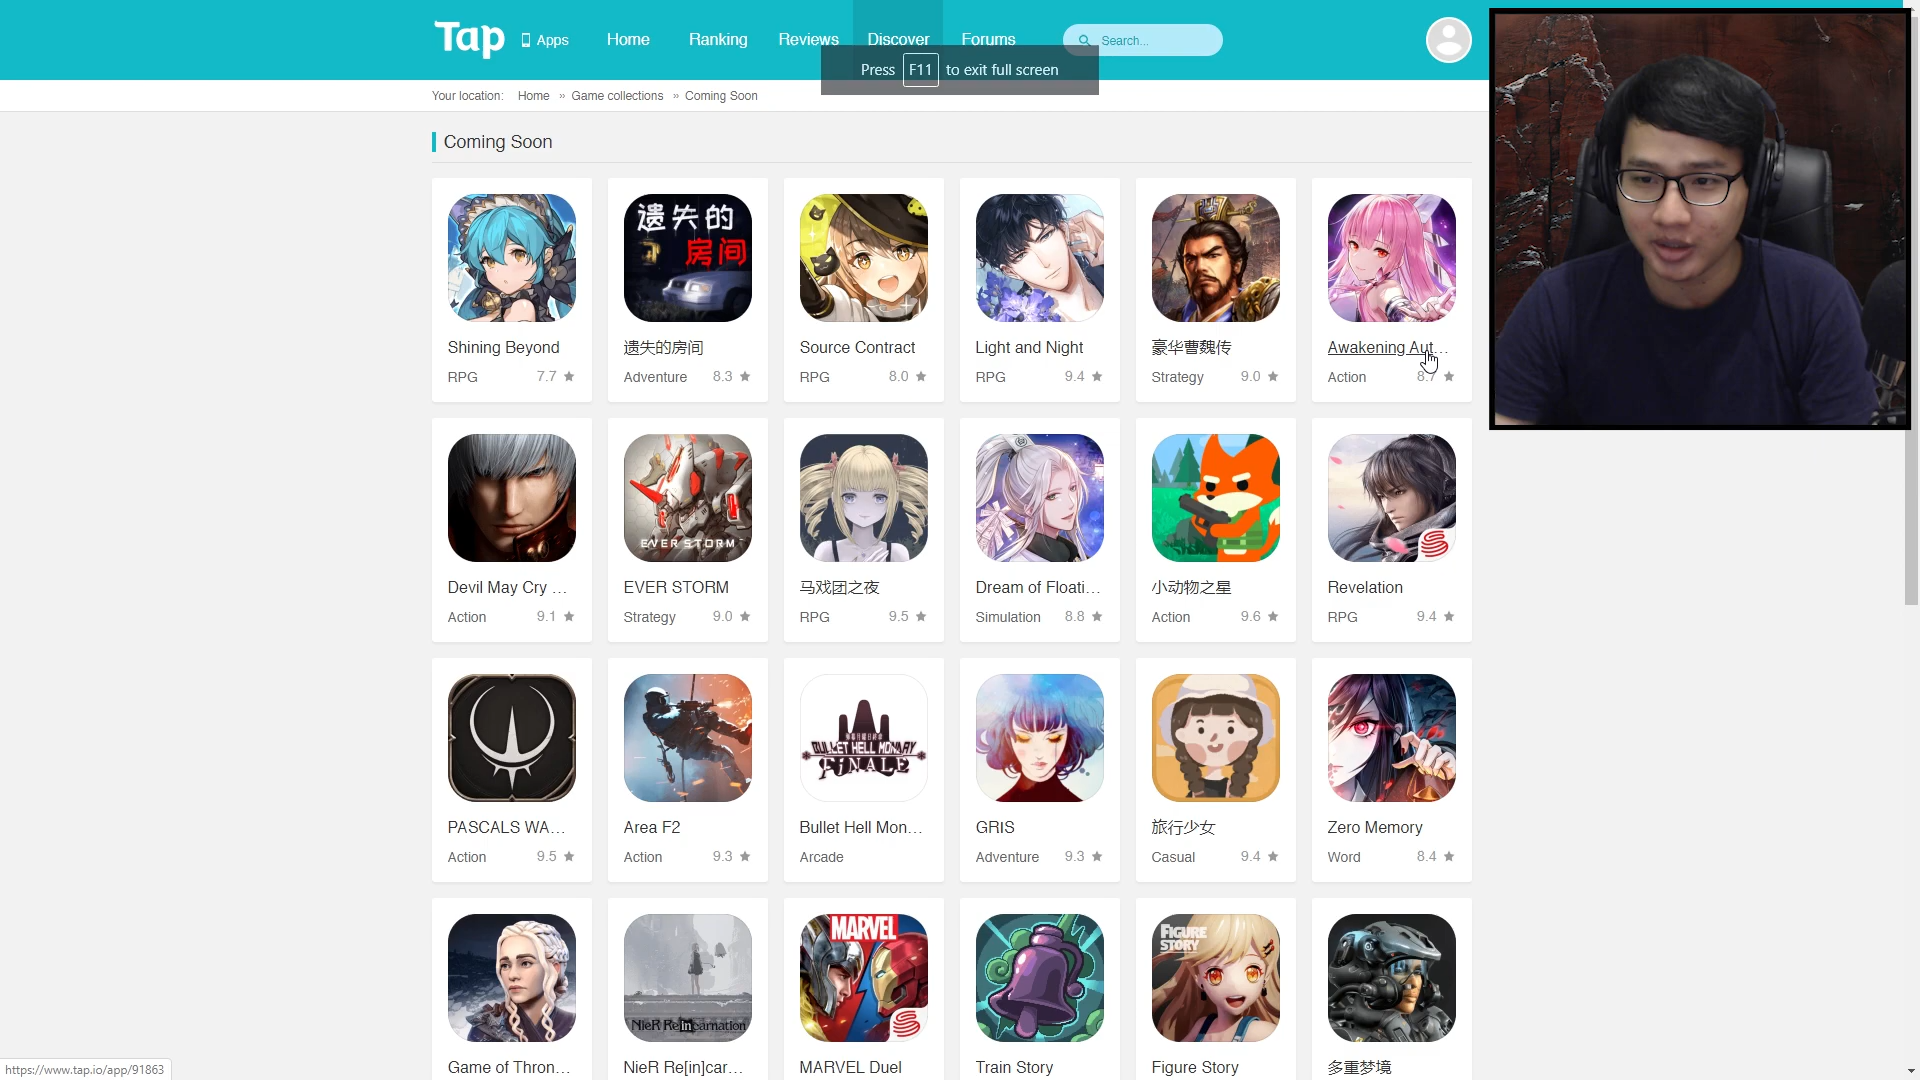 Tap Apps Home Ranking Reviews Discover Forums Search...
Press F11 to exit full screen
Your location: Home » Game collections » Coming Soon
Coming Soon
遗失的
房间
Shining Beyond
RPG 7.7
遗失的房间
Adventure 8.3
Source Contract
RPG 8.0
Light and Night
RPG 9.4
豪华曹魏传
Strategy 9.0
Awakening Aut...
Action 8.7
EVER STORM
Devil May Cry ...
Action 9.1
EVER STORM
Strategy 9.0
马戏团之夜
RPG 9.5
Dream of Floati...
Simulation 8.8
小动物之星
Action 9.6
Revelation
RPG 9.4
BULLET HELL MONDAY
FINALE
PASCALS WA...
Action 9.5
Area F2
Action 9.3
Bullet Hell Mon...
Arcade
GRIS
Adventure 9.3
旅行少女
Casual 9.4
Zero Memory
Word 8.4
NieR Re[in]carnation
MARVEL
FIGURE
STORY
Game of Thron...
NieR Re[in]car...
MARVEL Duel
Train Story
Figure Story
多重梦境
https://www.tap.io/app/91863